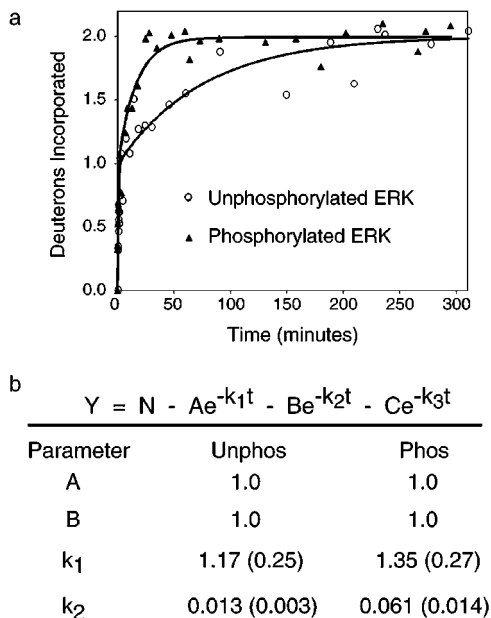 a
Deuterons Incorporated
2.0
1.5
1.0
0.5
0.0
Unphosphorylated ERK
Phosphorylated ERK
0 50 100 150 200 250 300
Time (minutes)
b
Y = N - Ae^-k1t - Be^-k2t - Ce^-k3t
Parameter Unphos Phos
A 1.0 1.0
B 1.0 1.0
k1 1.17 (0.25) 1.35 (0.27)
k2 0.013 (0.003) 0.061 (0.014)